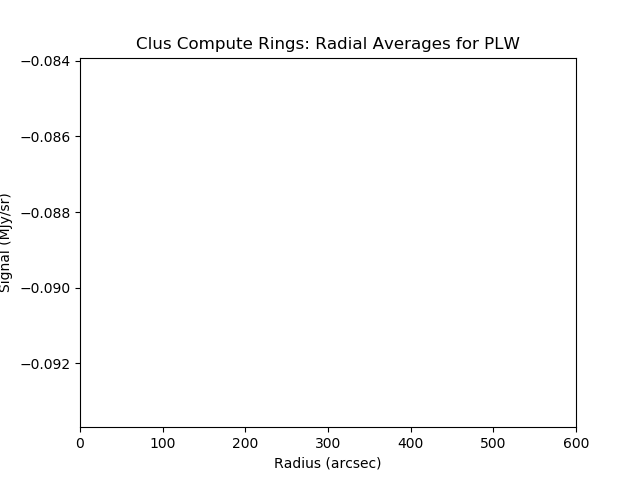 Clus Compute Rings: Radial Averages for PLW
−0.084
−0.086
−0.088
−0.090
−0.092
Signal (MJy/sr)
0 100 200 300 400 500 600
Radius (arcsec)